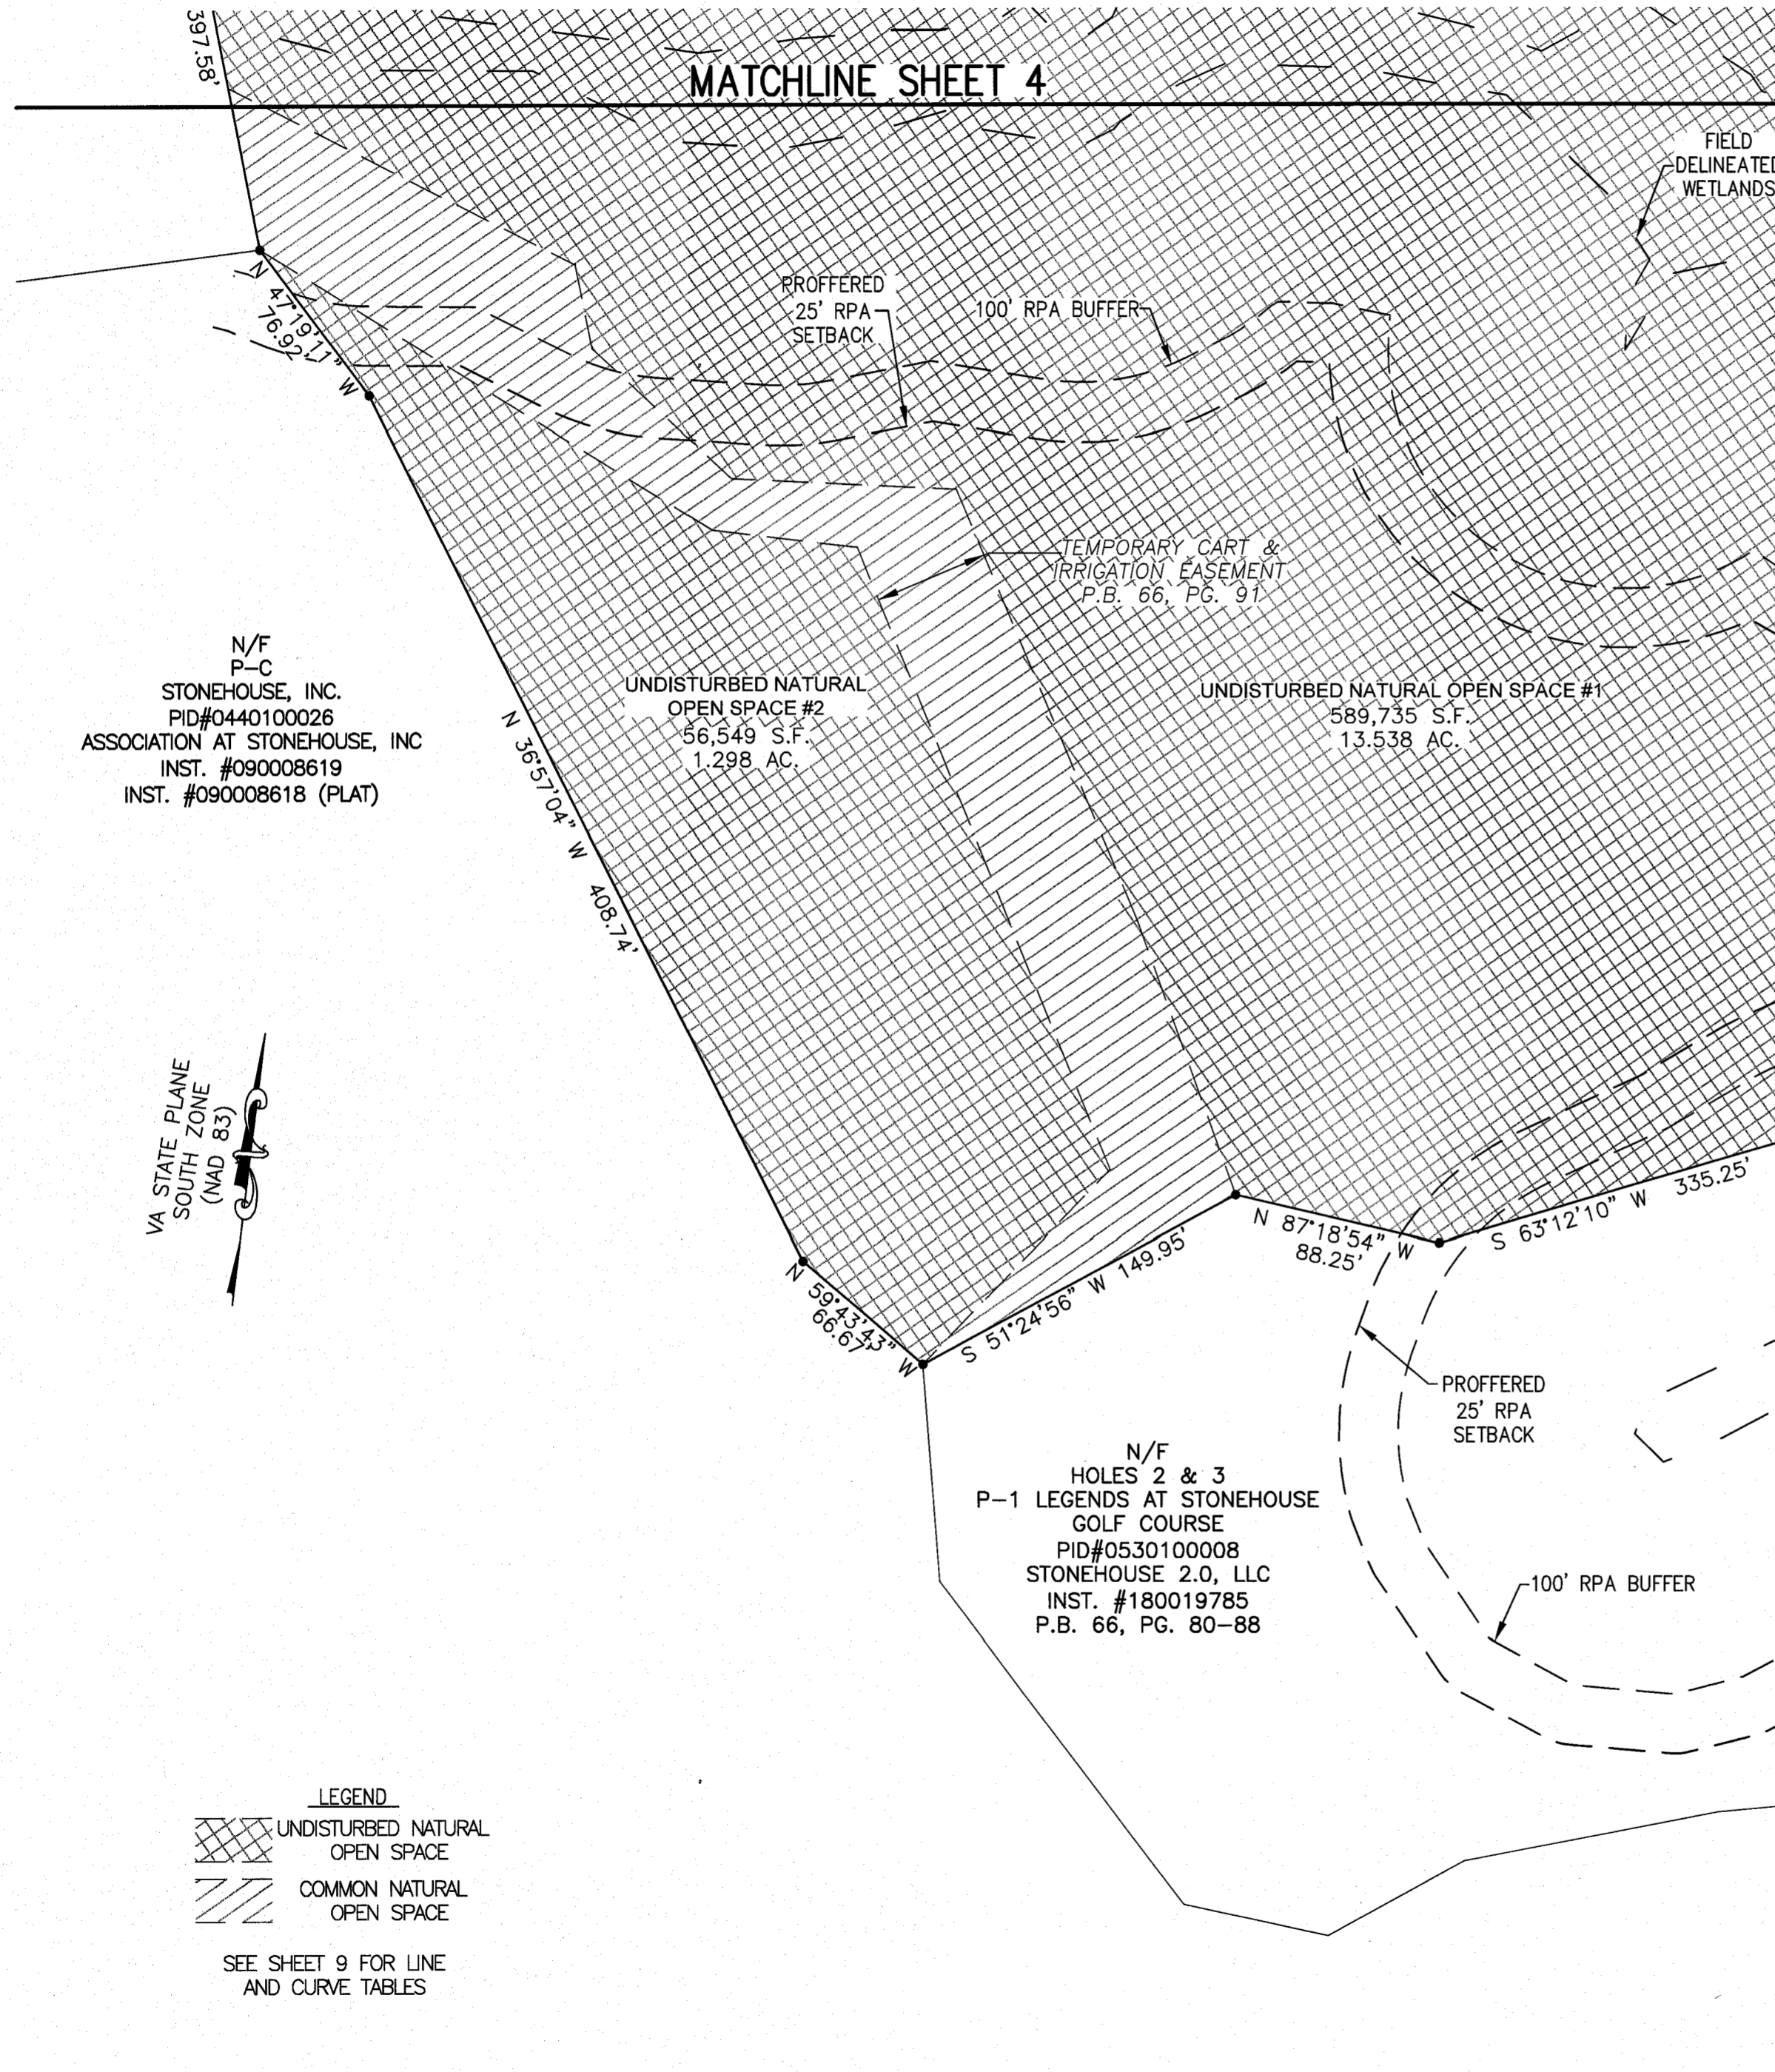 397.58'
MATCHLINE SHEET 4
FIELD
DELINEATED
WETLANDS
N 47°19'11" W
76.92'
PROFFERED
25' RPA
SETBACK
100' RPA BUFFER
TEMPORARY CART &
IRRIGATION EASEMENT
P.B. 66, PG. 91
N/F
P-C
STONEHOUSE, INC.
PID#0440100026
ASSOCIATION AT STONEHOUSE, INC
INST. #090008619
INST. #090008618 (PLAT)
UNDISTURBED NATURAL
OPEN SPACE #2
56,549 S.F.
1.298 AC.
UNDISTURBED NATURAL OPEN SPACE #1
589,735 S.F.
13.538 AC.
N 36°57'04" W 408.74'
VA STATE PLANE
SOUTH ZONE
(NAD 83)
N 59°43'43" W
66.67'
S 51°24'56" W 149.95'
N 87°18'54" W
88.25'
S 63°12'10" W 335.25'
PROFFERED
25' RPA
SETBACK
N/F
HOLES 2 & 3
P-1 LEGENDS AT STONEHOUSE
GOLF COURSE
PID#0530100008
STONEHOUSE 2.0, LLC
INST. #180019785
P.B. 66, PG. 80-88
100' RPA BUFFER
LEGEND
UNDISTURBED NATURAL
OPEN SPACE
COMMON NATURAL
OPEN SPACE
SEE SHEET 9 FOR LINE
AND CURVE TABLES